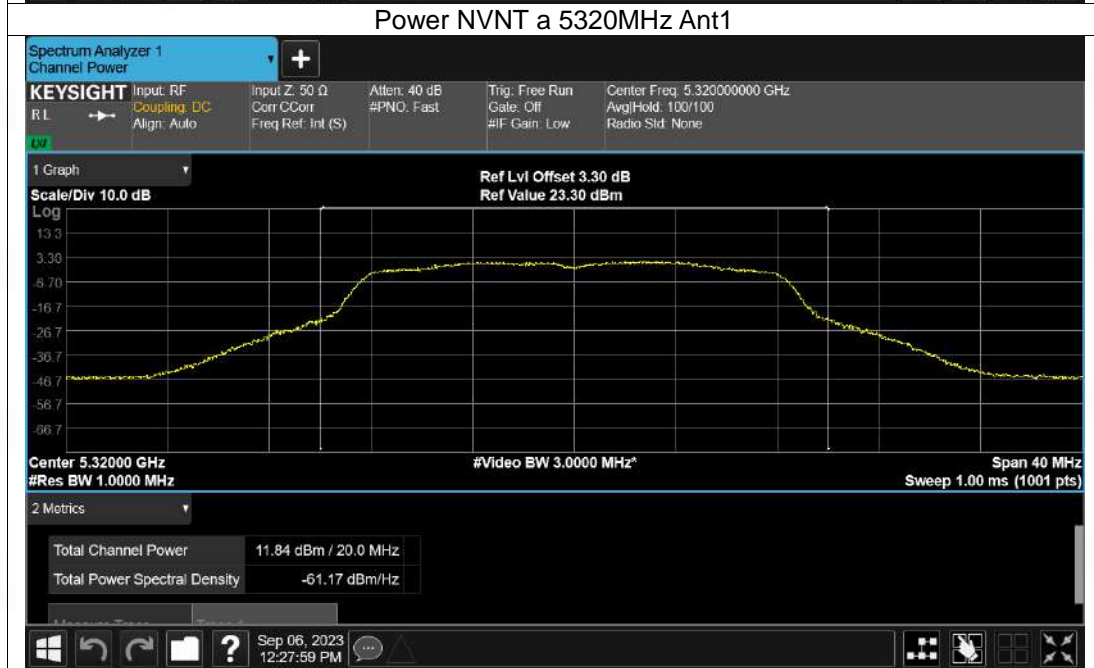 Power NVNT a 5320MHz Ant1
Spectrum Analyzer 1
Channel Power
+
KEYSIGHT
Input: RF
Coupling: DC
Align: Auto
Input Z: 50 Ω
Corr CCorr
Freq Ref: Int (S)
Atten: 40 dB
#PNO: Fast
Trig: Free Run
Gate: Off
#IF Gain: Low
Center Freq: 5.320000000 GHz
Avg|Hold: 100/100
Radio Std: None
R L
LXI
1 Graph
Scale/Div 10.0 dB
Ref Lvl Offset 3.30 dB
Ref Value 23.30 dBm
Log
13.3
3.30
-6.70
-16.7
-26.7
-36.7
-46.7
-56.7
-66.7
Center 5.32000 GHz
#Res BW 1.0000 MHz
#Video BW 3.0000 MHz*
Span 40 MHz
Sweep 1.00 ms (1001 pts)
2 Metrics
Total Channel Power 11.84 dBm / 20.0 MHz
Total Power Spectral Density -61.17 dBm/Hz
?
Sep 06, 2023
12:27:59 PM